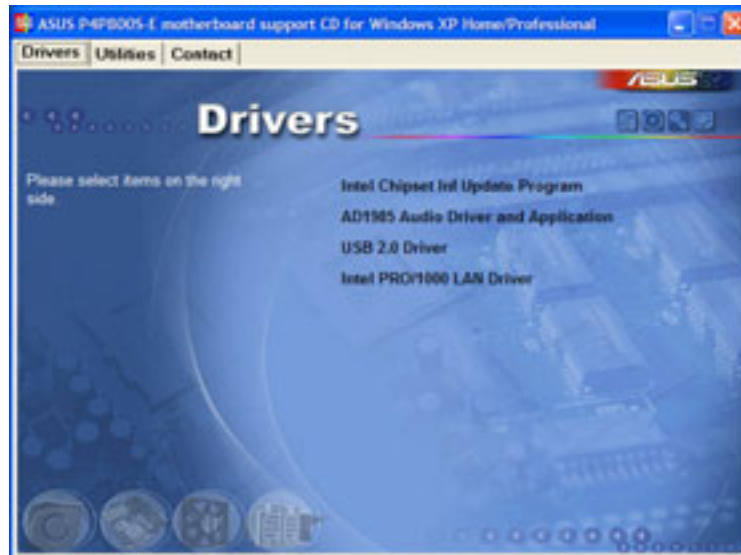 ASUS P4P800S-E motherboard support CD for Windows XP Home/Professional
Drivers Utilities Contact
ASUS
Drivers
Please select items on the right
side.
Intel Chipset Inf Update Program
AD1985 Audio Driver and Application
USB 2.0 Driver
Intel PRO/1000 LAN Driver